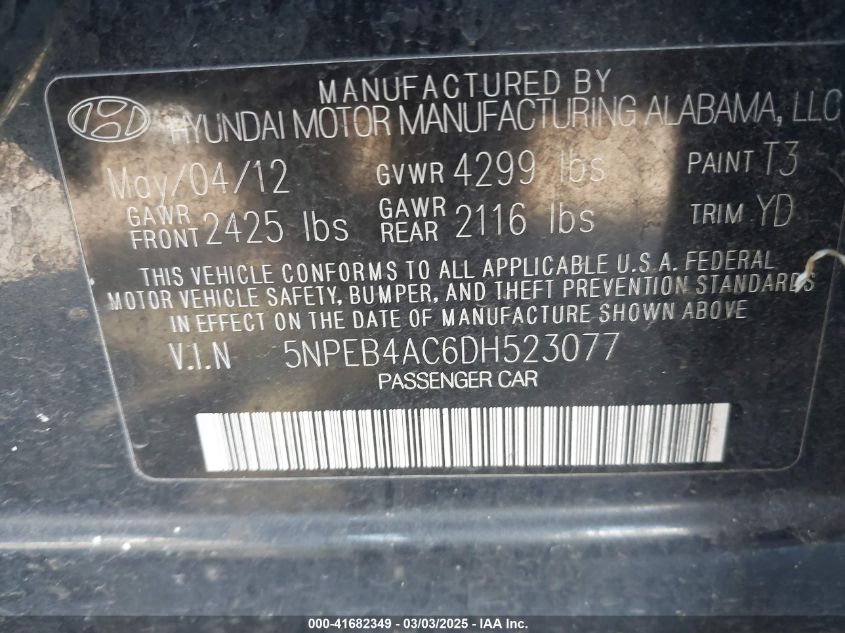 MANUFACTURED BY
HYUNDAI MOTOR MANUFACTURING ALABAMA, LLC
May/04/12 GVWR 4299 lbs PAINT T3
GAWR FRONT 2425 lbs GAWR REAR 2116 lbs TRIM YD
THIS VEHICLE CONFORMS TO ALL APPLICABLE U.S.A. FEDERAL
MOTOR VEHICLE SAFETY, BUMPER, AND THEFT PREVENTION STANDARDS
IN EFFECT ON THE DATE OF MANUFACTURE SHOWN ABOVE
V.I.N 5NPEB4AC6DH523077
PASSENGER CAR
000-41682349 - 03/03/2025 - IAA Inc.